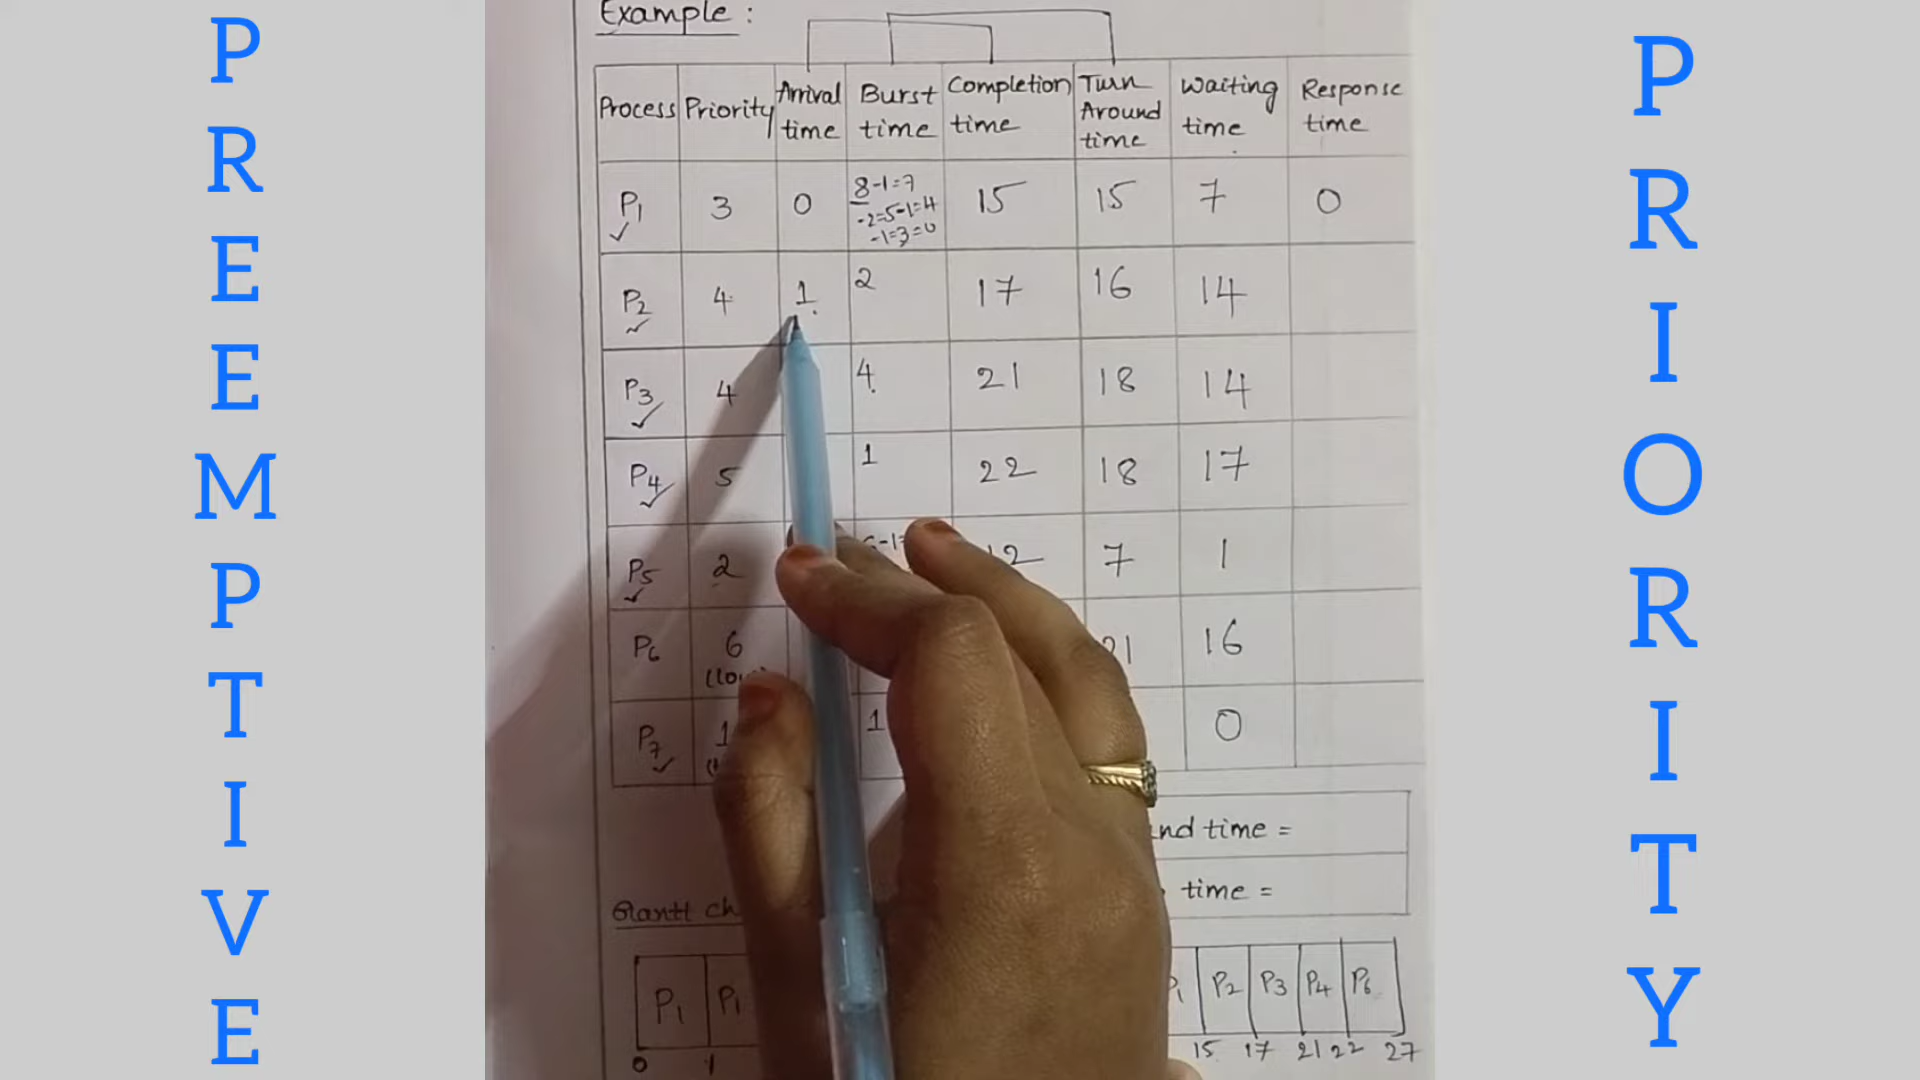 PREEMPTIVE
Example :
Process Priority Arrival time Burst time Completion time Turn Around time Waiting time Response time
P1 3 0 8-1=7 -2=5-1=4 -1=3=0 15 15 7 0
P2 4 1 2 17 16 14
P3 4 4 21 18 14
P4 5 1 22 18 17
P5 2 7 1
P6 6 16
P7 1 1 0
time =
time =
Gantt
P1 P1 P2 P3 P4 P6
0 1 15 17 21 22 27
PRIORITY